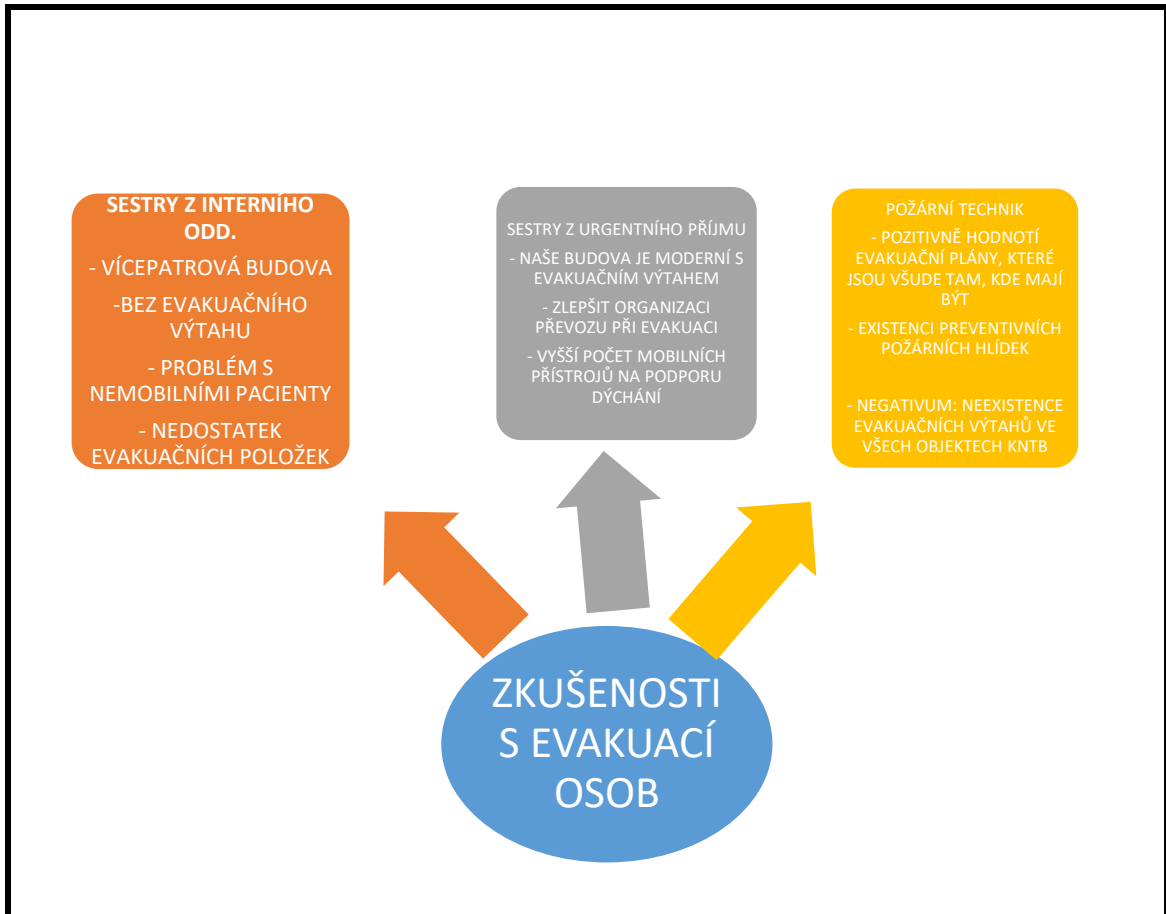 SESTRY Z INTERNÍHO
ODD.
- VÍCEPATROVÁ BUDOVA
-BEZ EVAKUAČNÍHO
VÝTAHU
- PROBLÉM S
NEMOBILNÍMI PACIENTY
- NEDOSTATEK
EVAKUAČNÍCH POLOŽEK
SESTRY Z URGENTNÍHO PŘÍJMU
- NAŠE BUDOVA JE MODERNÍ S
EVAKUAČNÍM VÝTAHEM
- ZLEPŠIT ORGANIZACI
PŘEVOZU PŘI EVAKUACI
- VYŠŠÍ POČET MOBILNÍCH
PŘÍSTROJŮ NA PODPORU
DÝCHÁNÍ
POŽÁRNÍ TECHNIK
- POZITIVNĚ HODNOTÍ
EVAKUAČNÍ PLÁNY, KTERÉ
JSOU VŠUDE TAM, KDE MAJÍ
BÝT
- EXISTENCI PREVENTIVNÍCH
POŽÁRNÍCH HLÍDEK
- NEGATIVUM: NEEXISTENCE
EVAKUAČNÍCH VÝTAHŮ VE
VŠECH OBJEKTECH KNTB
ZKUŠENOSTI
S EVAKUACÍ
OSOB